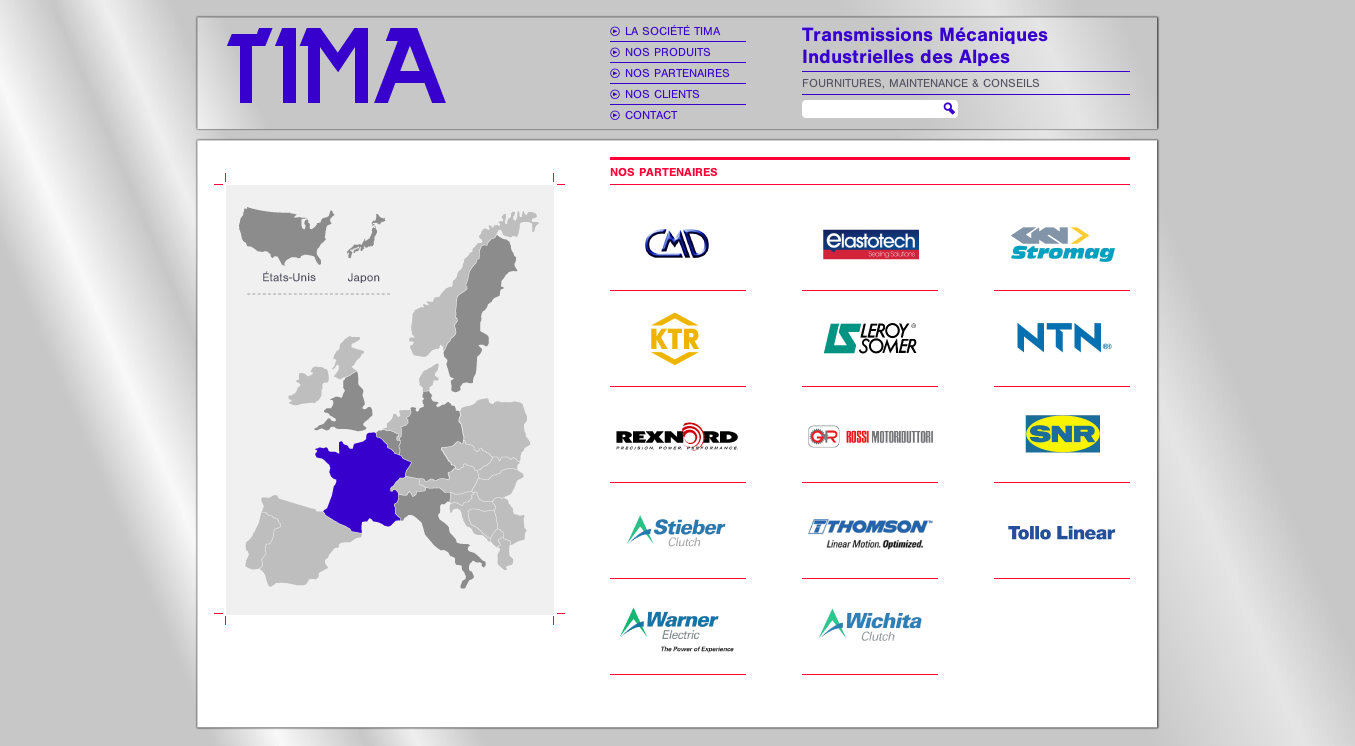 TIMA
LA SOCIÉTÉ TIMA
NOS PRODUITS
NOS PARTENAIRES
NOS CLIENTS
CONTACT
Transmissions Mécaniques
Industrielles des Alpes
FOURNITURES, MAINTENANCE & CONSEILS
États-Unis
Japon
NOS PARTENAIRES
CMD
elastotech
Sealing Solutions
GKN
Stromag
KTR
LS LEROY
SOMER
®
NTN®
REXNORD
PRECISION. POWER. PERFORMANCE.
GR ROSSI MOTORIDUTTORI
SNR
Stieber
Clutch
THOMSON
Linear Motion. Optimized.
Tollo Linear
Warner
Electric
The Power of Experience
Wichita
Clutch